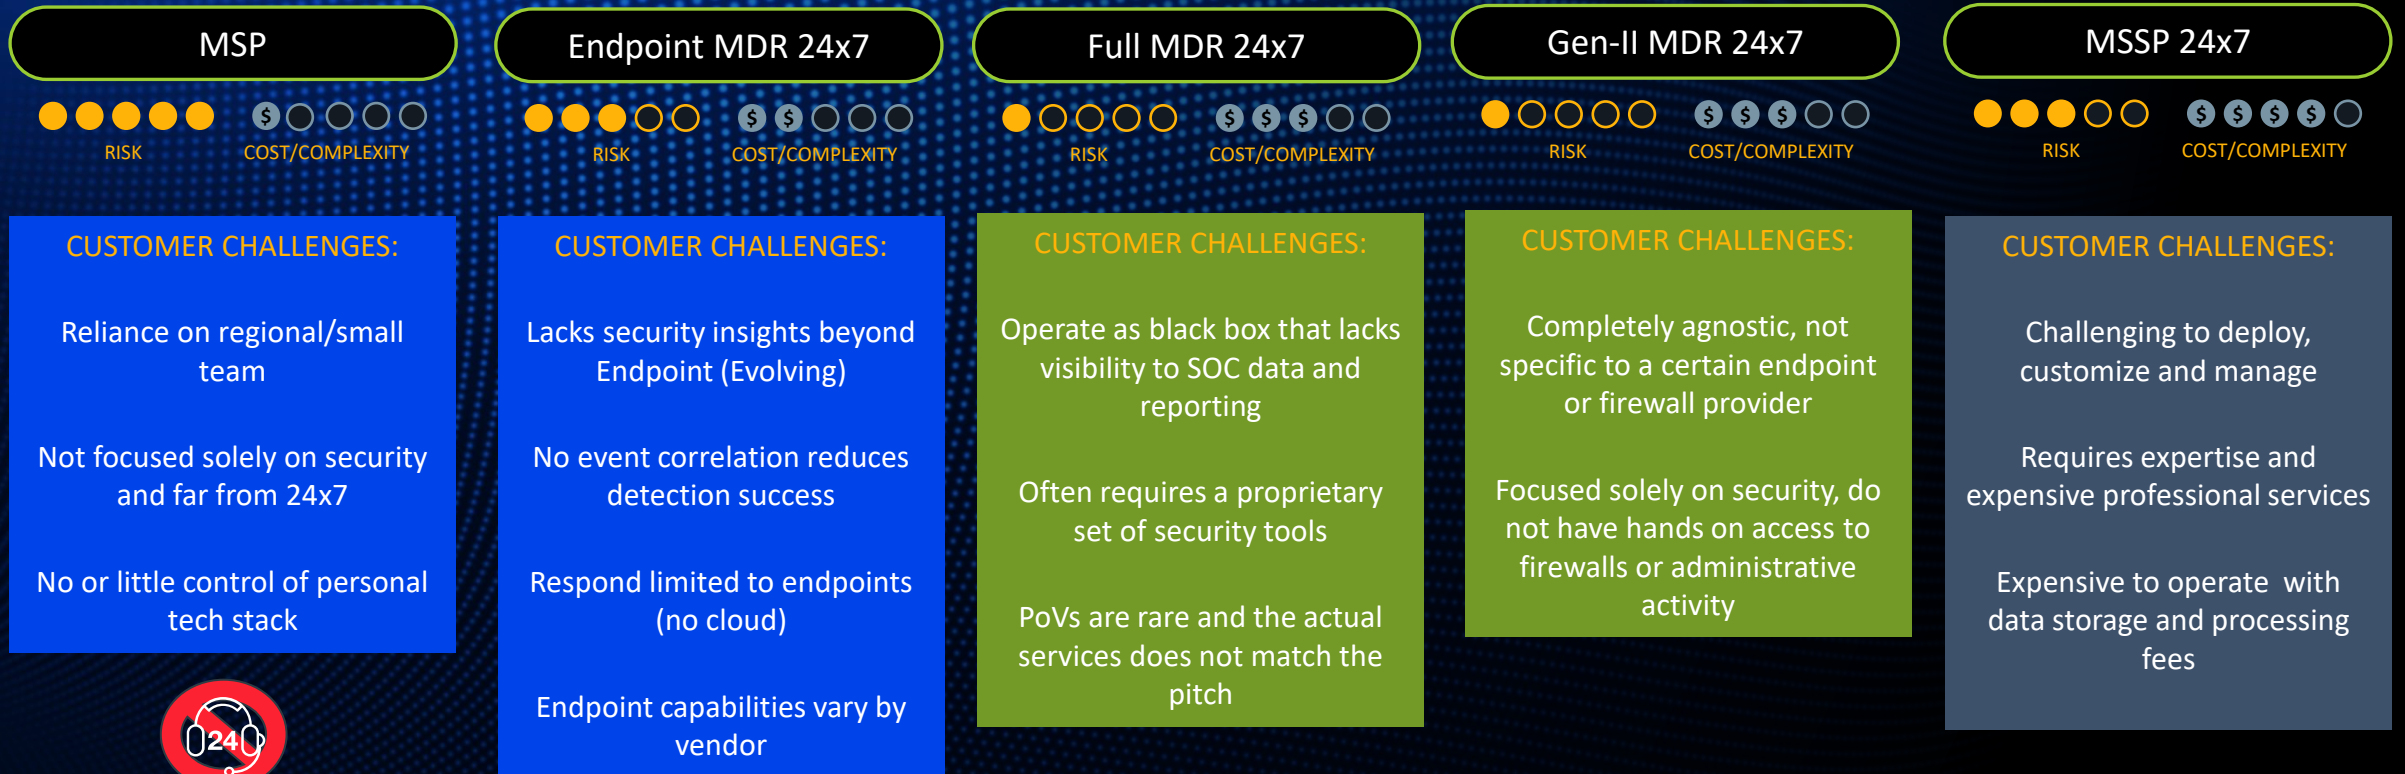 MSP
$
RISK
COST/COMPLEXITY
CUSTOMER CHALLENGES:
Reliance on regional/small
team
Not focused solely on security
and far from 24x7
No or little control of personal
tech stack
24
Endpoint MDR 24x7
$ $
RISK
COST/COMPLEXITY
CUSTOMER CHALLENGES:
Lacks security insights beyond
Endpoint (Evolving)
No event correlation reduces
detection success
Respond limited to endpoints
(no cloud)
Endpoint capabilities vary by
vendor
Full MDR 24x7
$ $ $
RISK
COST/COMPLEXITY
CUSTOMER CHALLENGES:
Operate as black box that lacks
visibility to SOC data and
reporting
Often requires a proprietary
set of security tools
PoVs are rare and the actual
services does not match the
pitch
Gen-II MDR 24x7
$ $ $
RISK
COST/COMPLEXITY
CUSTOMER CHALLENGES:
Completely agnostic, not
specific to a certain endpoint
or firewall provider
Focused solely on security, do
not have hands on access to
firewalls or administrative
activity
MSSP 24x7
$ $ $ $
RISK
COST/COMPLEXITY
CUSTOMER CHALLENGES:
Challenging to deploy,
customize and manage
Requires expertise and
expensive professional services
Expensive to operate with
data storage and processing
fees